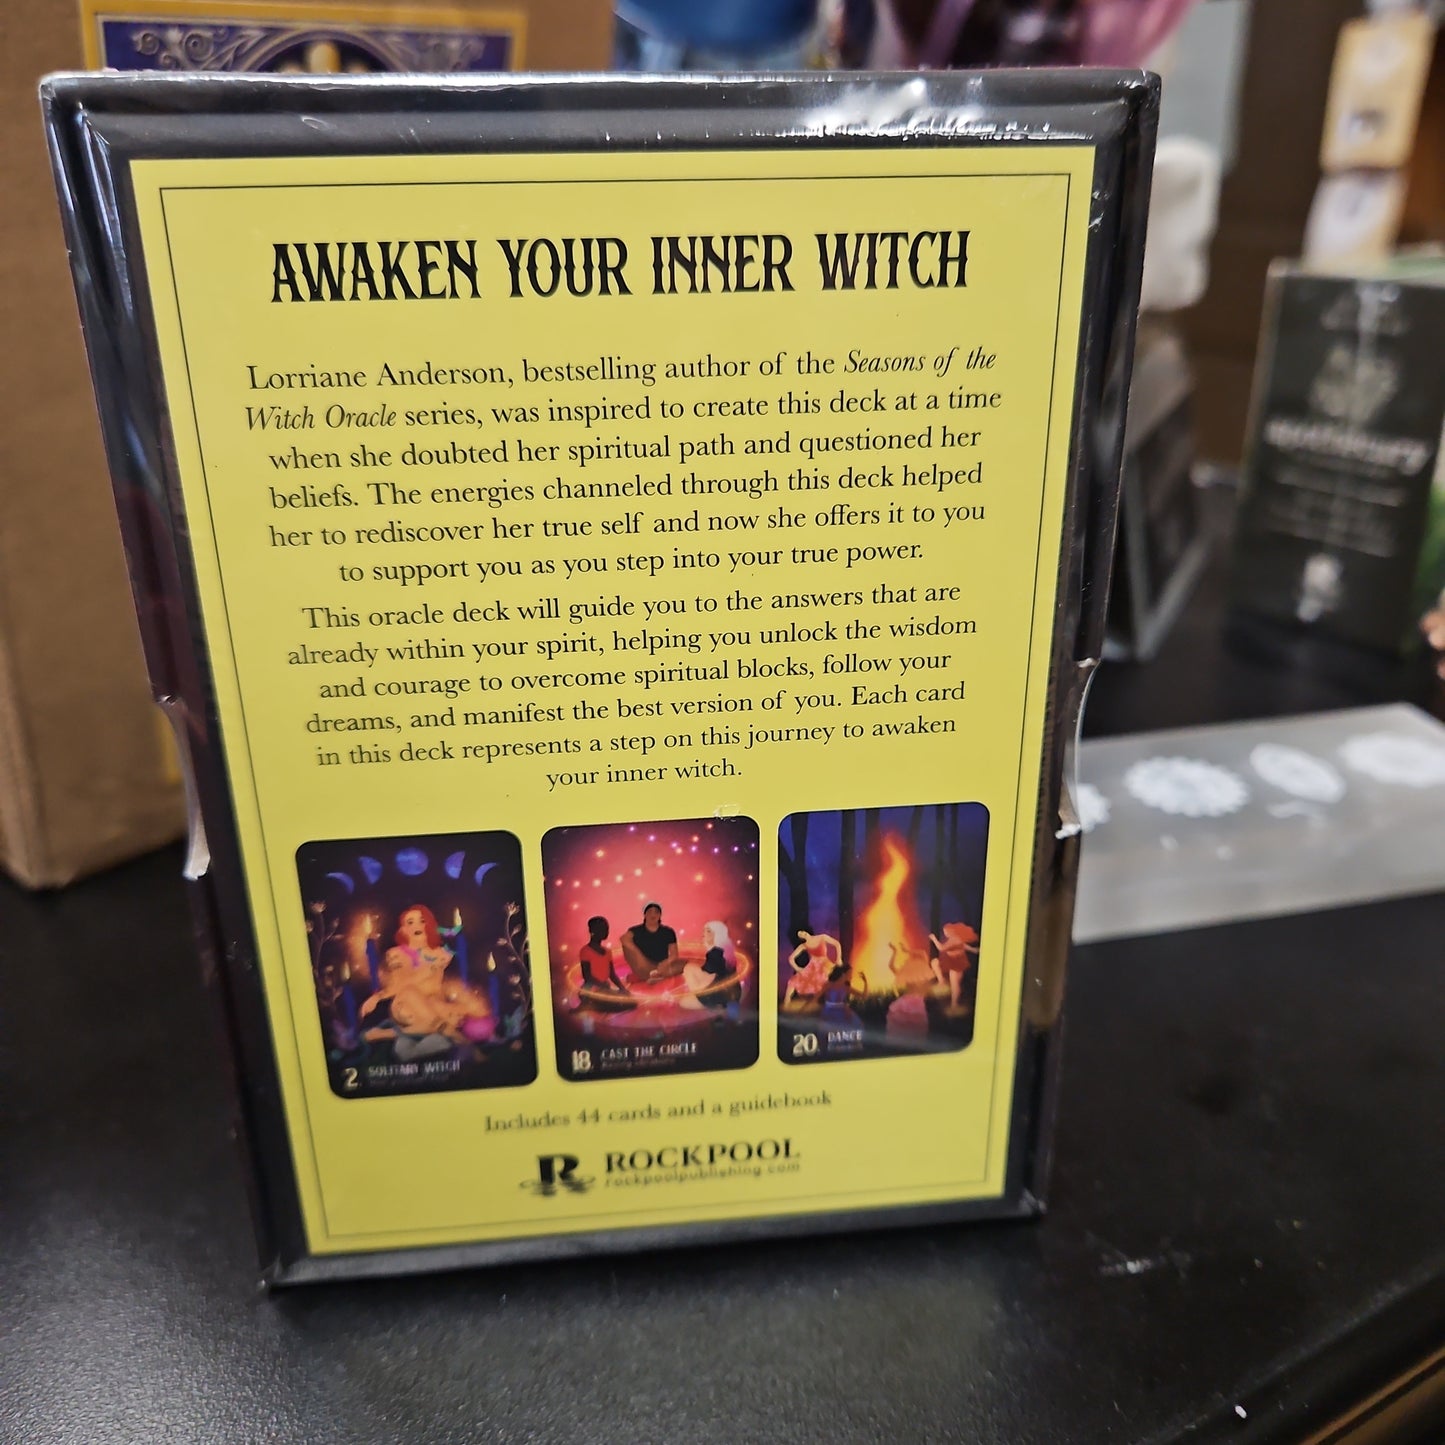 AWAKEN YOUR INNER WITCH
Lorriane Anderson, bestselling author of the Seasons of the
Witch Oracle series, was inspired to create this deck at a time
when she doubted her spiritual path and questioned her
beliefs. The energies channeled through this deck helped
her to rediscover her true self and now she offers it to you
to support you as you step into your true power.
This oracle deck will guide you to the answers that are
already within your spirit, helping you unlock the wisdom
and courage to overcome spiritual blocks, follow your
dreams, and manifest the best version of you. Each card
in this deck represents a step on this journey to awaken
your inner witch.
2. SOLITARY WITCH
18. CAST THE CIRCLE
20. DANCE
Includes 44 cards and a guidebook
R ROCKPOOL
rockpoolpublishing.com